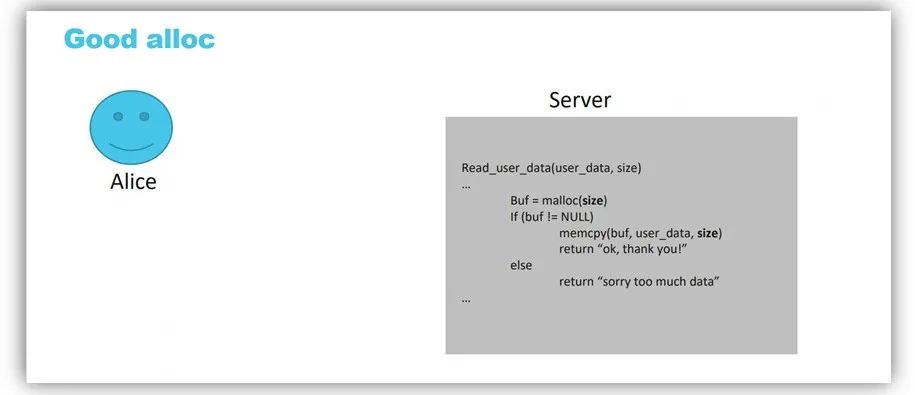 Good alloc
Alice
Server
Read_user_data(user_data, size)
…
Buf = malloc(size)
If (buf != NULL)
memcpy(buf, user_data, size)
return “ok, thank you!”
else
return “sorry too much data”
…